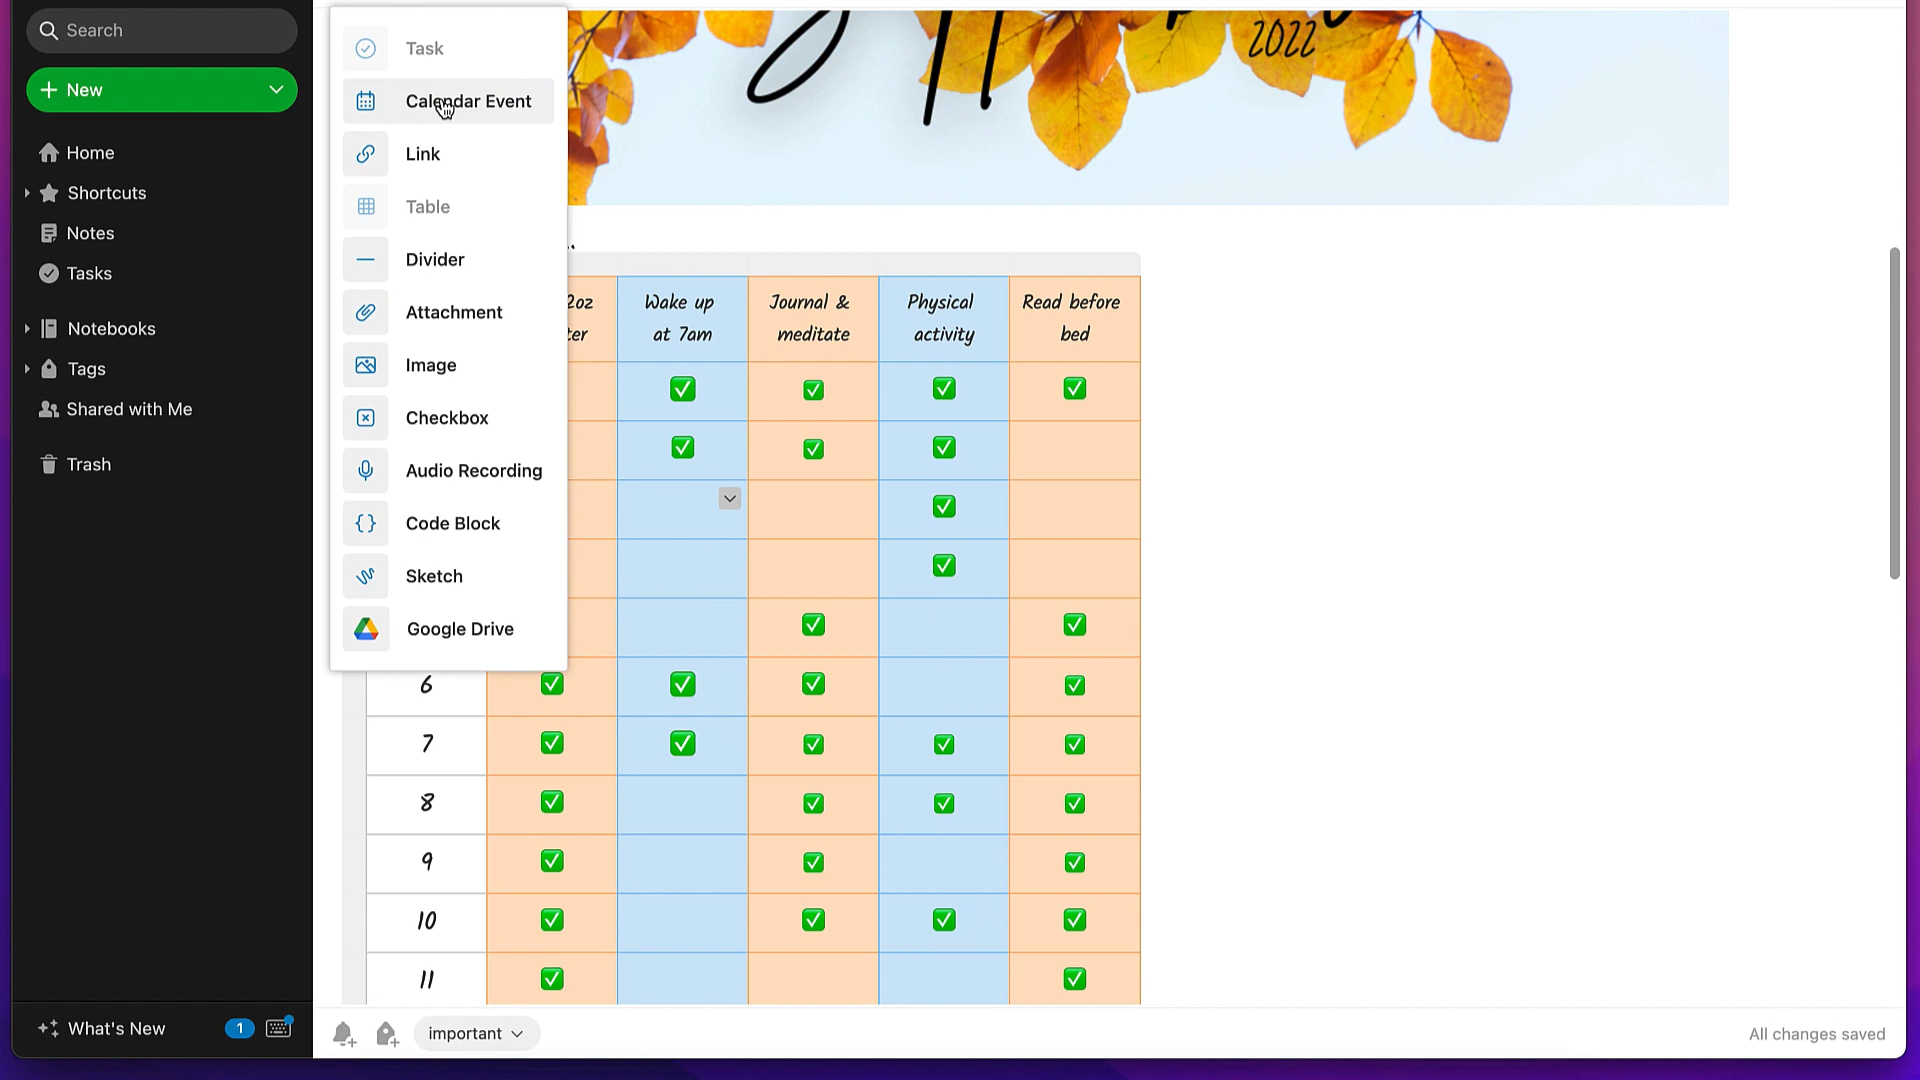 Search
New
Home
Shortcuts
Notes
Tasks
Notebooks
Tags
Shared with Me
Trash
What's New
1
Task
Calendar Event
Link
Table
Divider
Attachment
Image
Checkbox
Audio Recording
Code Block
Sketch
Google Drive
2022
2oz
Wake up
at 7am
Journal &
meditate
Physical
activity
Read before
bed
6
7
8
9
10
11
important
All changes saved